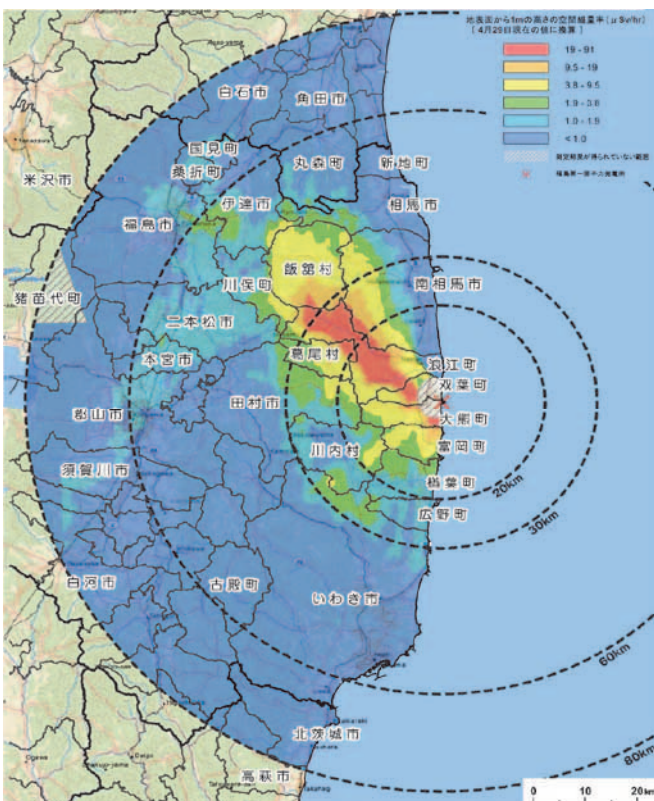 地表面から1mの高さの空間線量率[μSv/hr]
[4月29日現在の値に換算]
19 - 91
9.5 - 19
3.8 - 9.5
1.9 - 3.8
1.0 - 1.9
<1.0
測定結果が得られていない範囲
福島第一原子力発電所
白石市
角田市
国見町
丸森町
新地町
桑折町
米沢市
伊達市
相馬市
福島市
飯舘村
川俣町
南相馬市
猪苗代町
二本松市
葛尾村
本宮市
浪江町
双葉町
田村市
郡山市
大熊町
川内村
富岡町
須賀川市
楢葉町
20km
広野町
30km
白河市
古殿町
いわき市
60km
北茨城市
80km
高萩市
Takahag
Ogawa
0 10 20 km